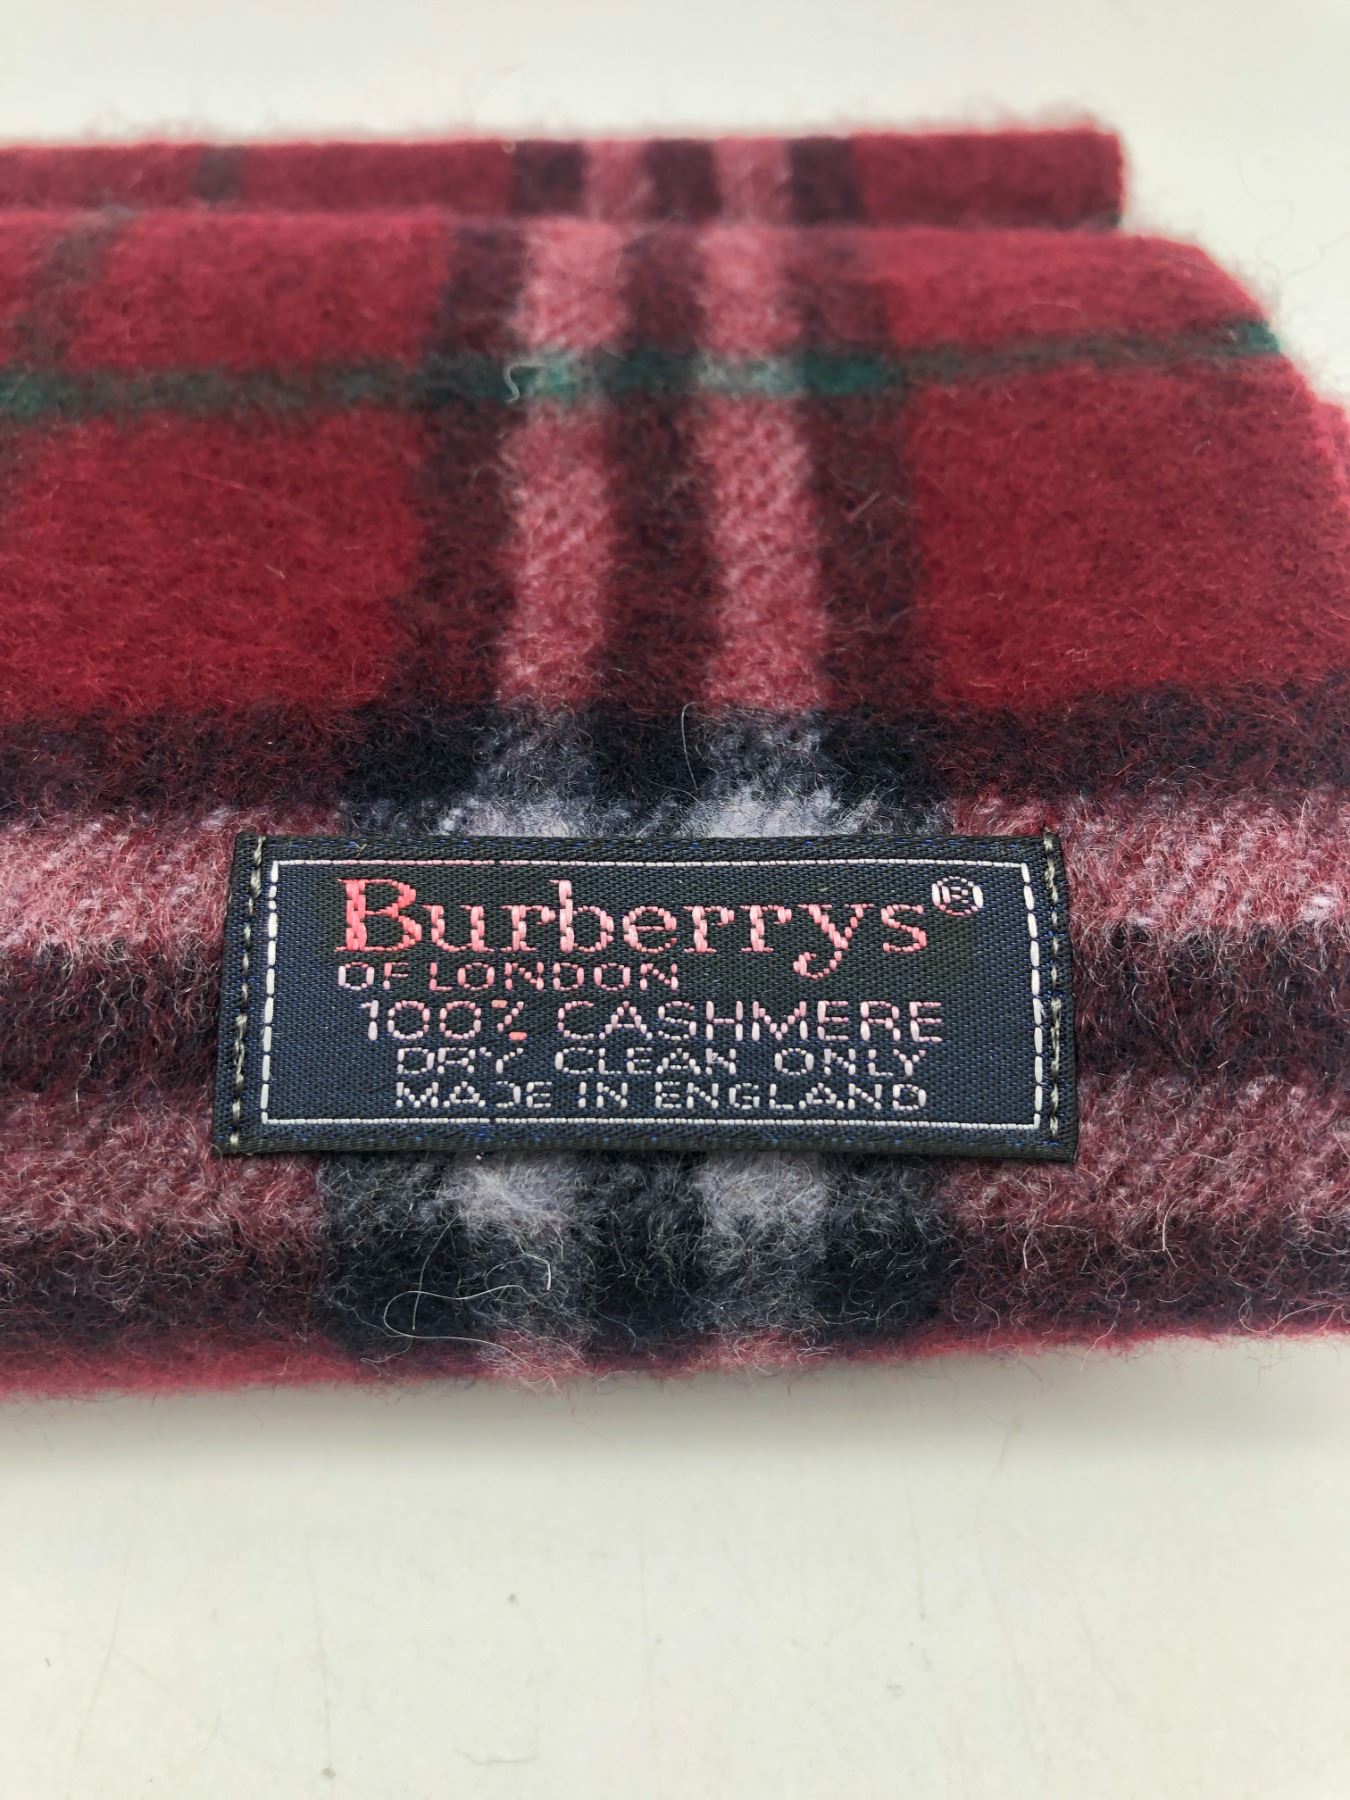 Burberrys®
OF LONDON
100% CASHMERE
DRY CLEAN ONLY
MADE IN ENGLAND